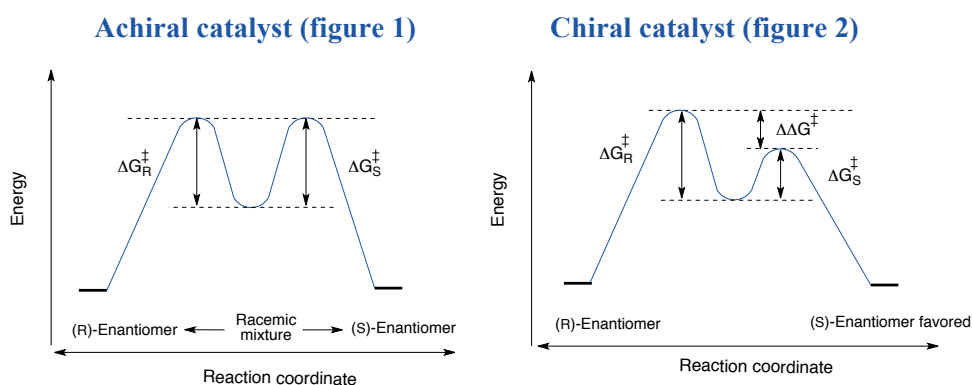 Achiral catalyst (figure 1)
Energy
ΔG‡R
ΔG‡S
(R)-Enantiomer
Racemic
mixture
(S)-Enantiomer
Reaction coordinate
Chiral catalyst (figure 2)
Energy
ΔG‡R
ΔΔG‡
ΔG‡S
(R)-Enantiomer
(S)-Enantiomer favored
Reaction coordinate